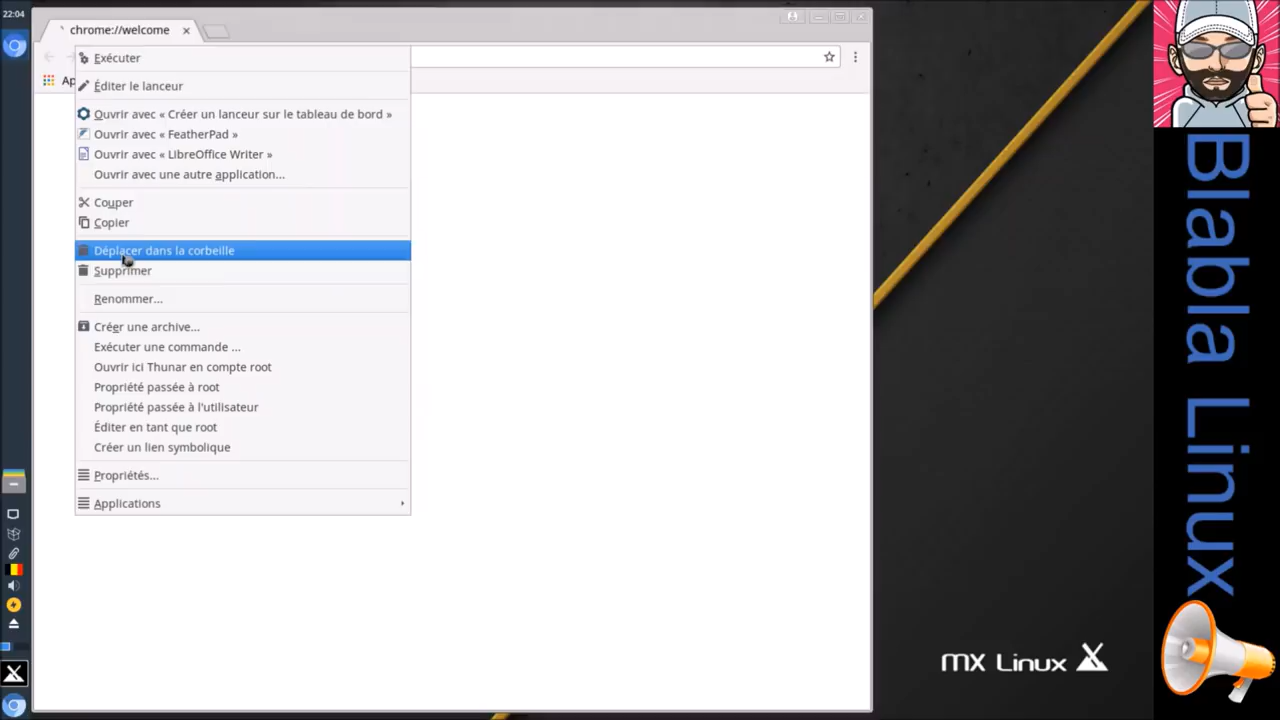 22:04
chrome://welcome
Ap
Exécuter
Éditer le lanceur
Ouvrir avec « Créer un lanceur sur le tableau de bord »
Ouvrir avec « FeatherPad »
Ouvrir avec « LibreOffice Writer »
Ouvrir avec une autre application...
Couper
Copier
Déplacer dans la corbeille
Supprimer
Renommer...
Créer une archive...
Exécuter une commande ...
Ouvrir ici Thunar en compte root
Propriété passée à root
Propriété passée à l'utilisateur
Éditer en tant que root
Créer un lien symbolique
Propriétés...
Applications
MX Linux
Blabla Linux